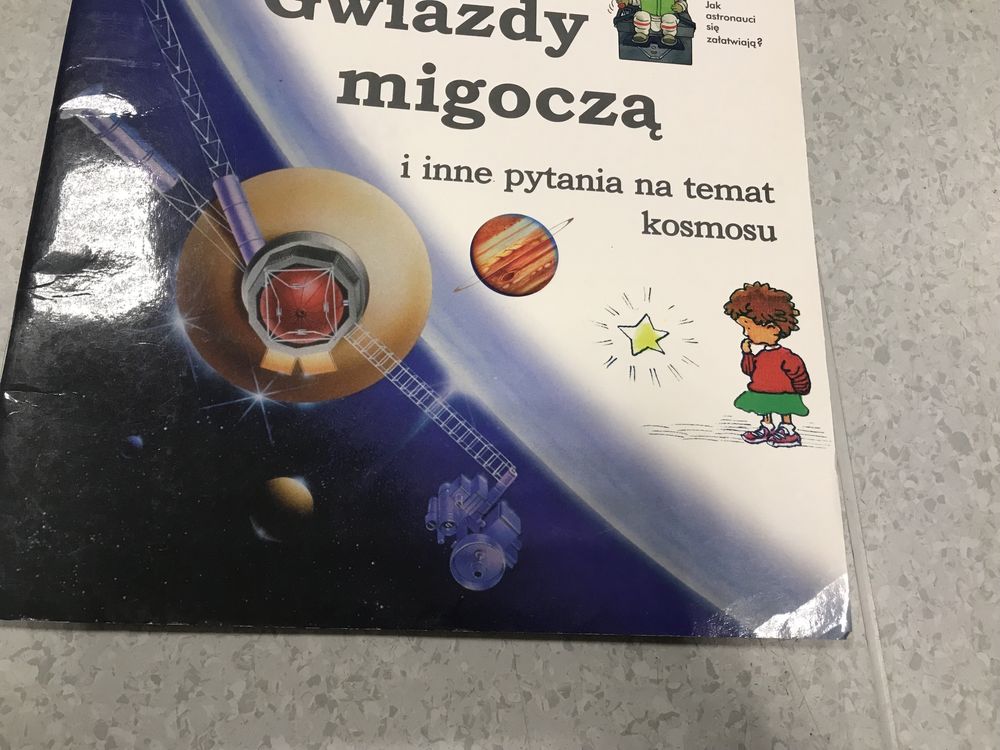 Gwiazdy
migoczą
i inne pytania na temat
kosmosu
Jak
astronauci
się
załatwiają?